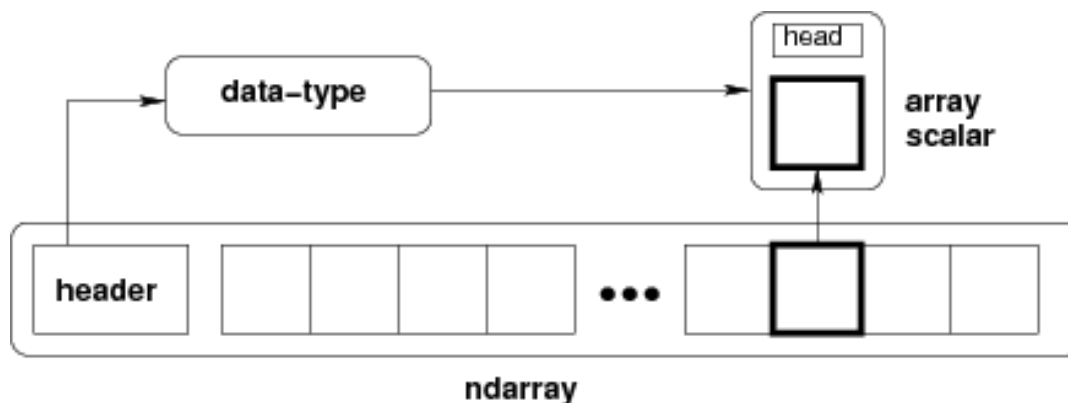 head
data-type
array
scalar
header
•••
ndarray